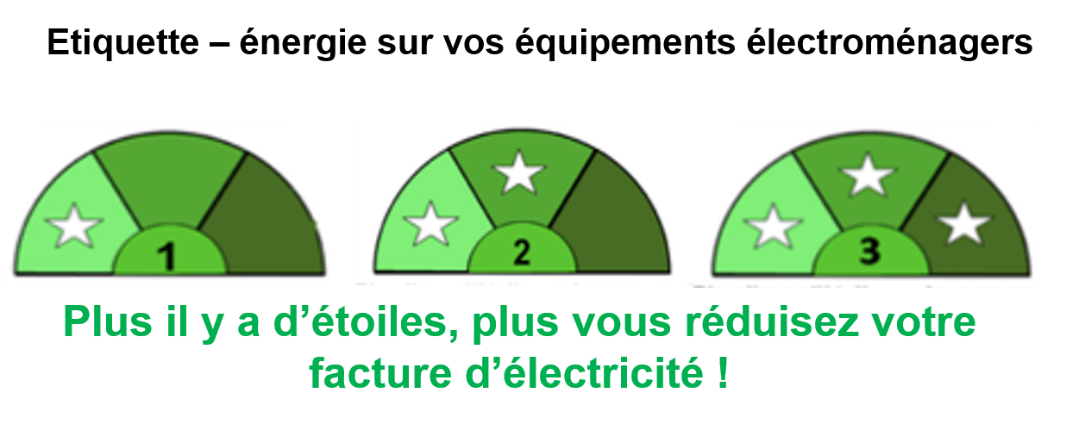 Etiquette – énergie sur vos équipements électroménagers
1
2
3
Plus il y a d’étoiles, plus vous réduisez votre
facture d’électricité !